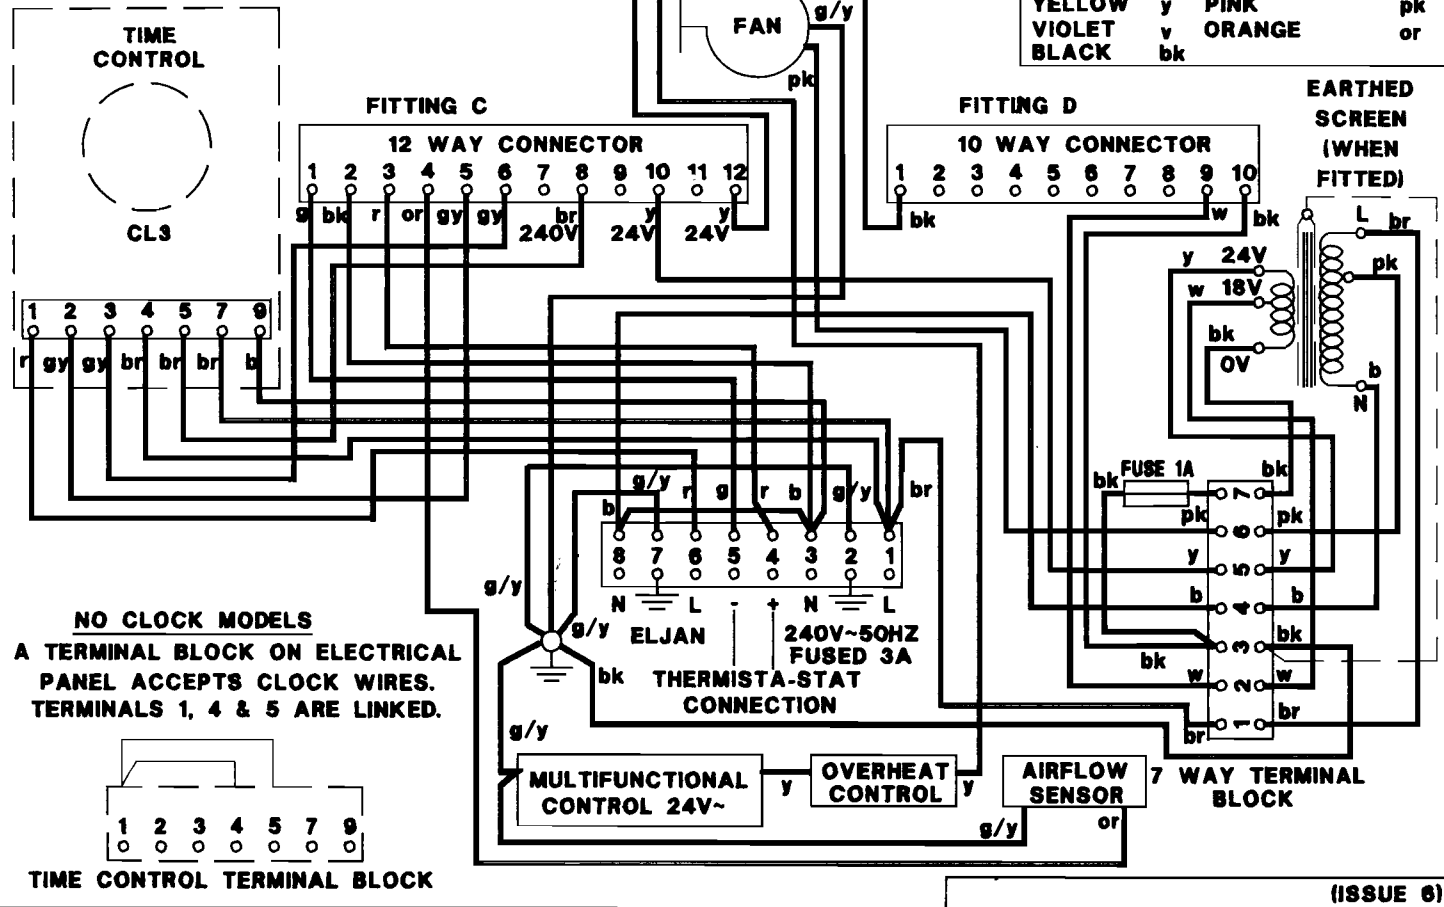 YELLOW y PINK pk
VIOLET v ORANGE or
BLACK bk
TIME
CONTROL
CL3
1 2 3 4 5 7 9
r gy gy br br br b
FAN
g/y
pk
FITTING C
12 WAY CONNECTOR
1 2 3 4 5 6 7 8 9 10 11 12
g bk r or gy gy br y y
240V 24V 24V
FITTING D
10 WAY CONNECTOR
1 2 3 4 5 6 7 8 9 10
bk w bk
EARTHED
SCREEN
(WHEN
FITTED)
L br
pk
y 24V
w 18V
bk
0V
b
N
FUSE 1A
bk bk
7
pk 6 pk
y 5 y
b 4 b
bk 3 bk
w 2 w
br 1 br
7 WAY TERMINAL
BLOCK
b g/y r g r b g/y br
8 7 6 5 4 3 2 1
N L - + N L
g/y
g/y
ELJAN
240V~50HZ
FUSED 3A
THERMISTA-STAT
CONNECTION
bk
g/y
MULTIFUNCTIONAL
CONTROL 24V~
y
OVERHEAT
CONTROL
y
AIRFLOW
SENSOR
g/y
or
NO CLOCK MODELS
A TERMINAL BLOCK ON ELECTRICAL
PANEL ACCEPTS CLOCK WIRES.
TERMINALS 1, 4 & 5 ARE LINKED.
1 2 3 4 5 7 9
TIME CONTROL TERMINAL BLOCK
(ISSUE 6)